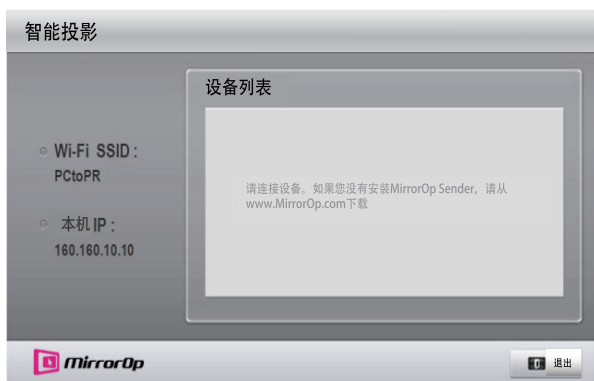 智能投影
设备列表
Wi-Fi SSID :
PCtoPR
本机 IP :
160.160.10.10
请连接设备。如果您没有安装MirrorOp Sender, 请从
www.MirrorOp.com下载
MirrorOp
退出